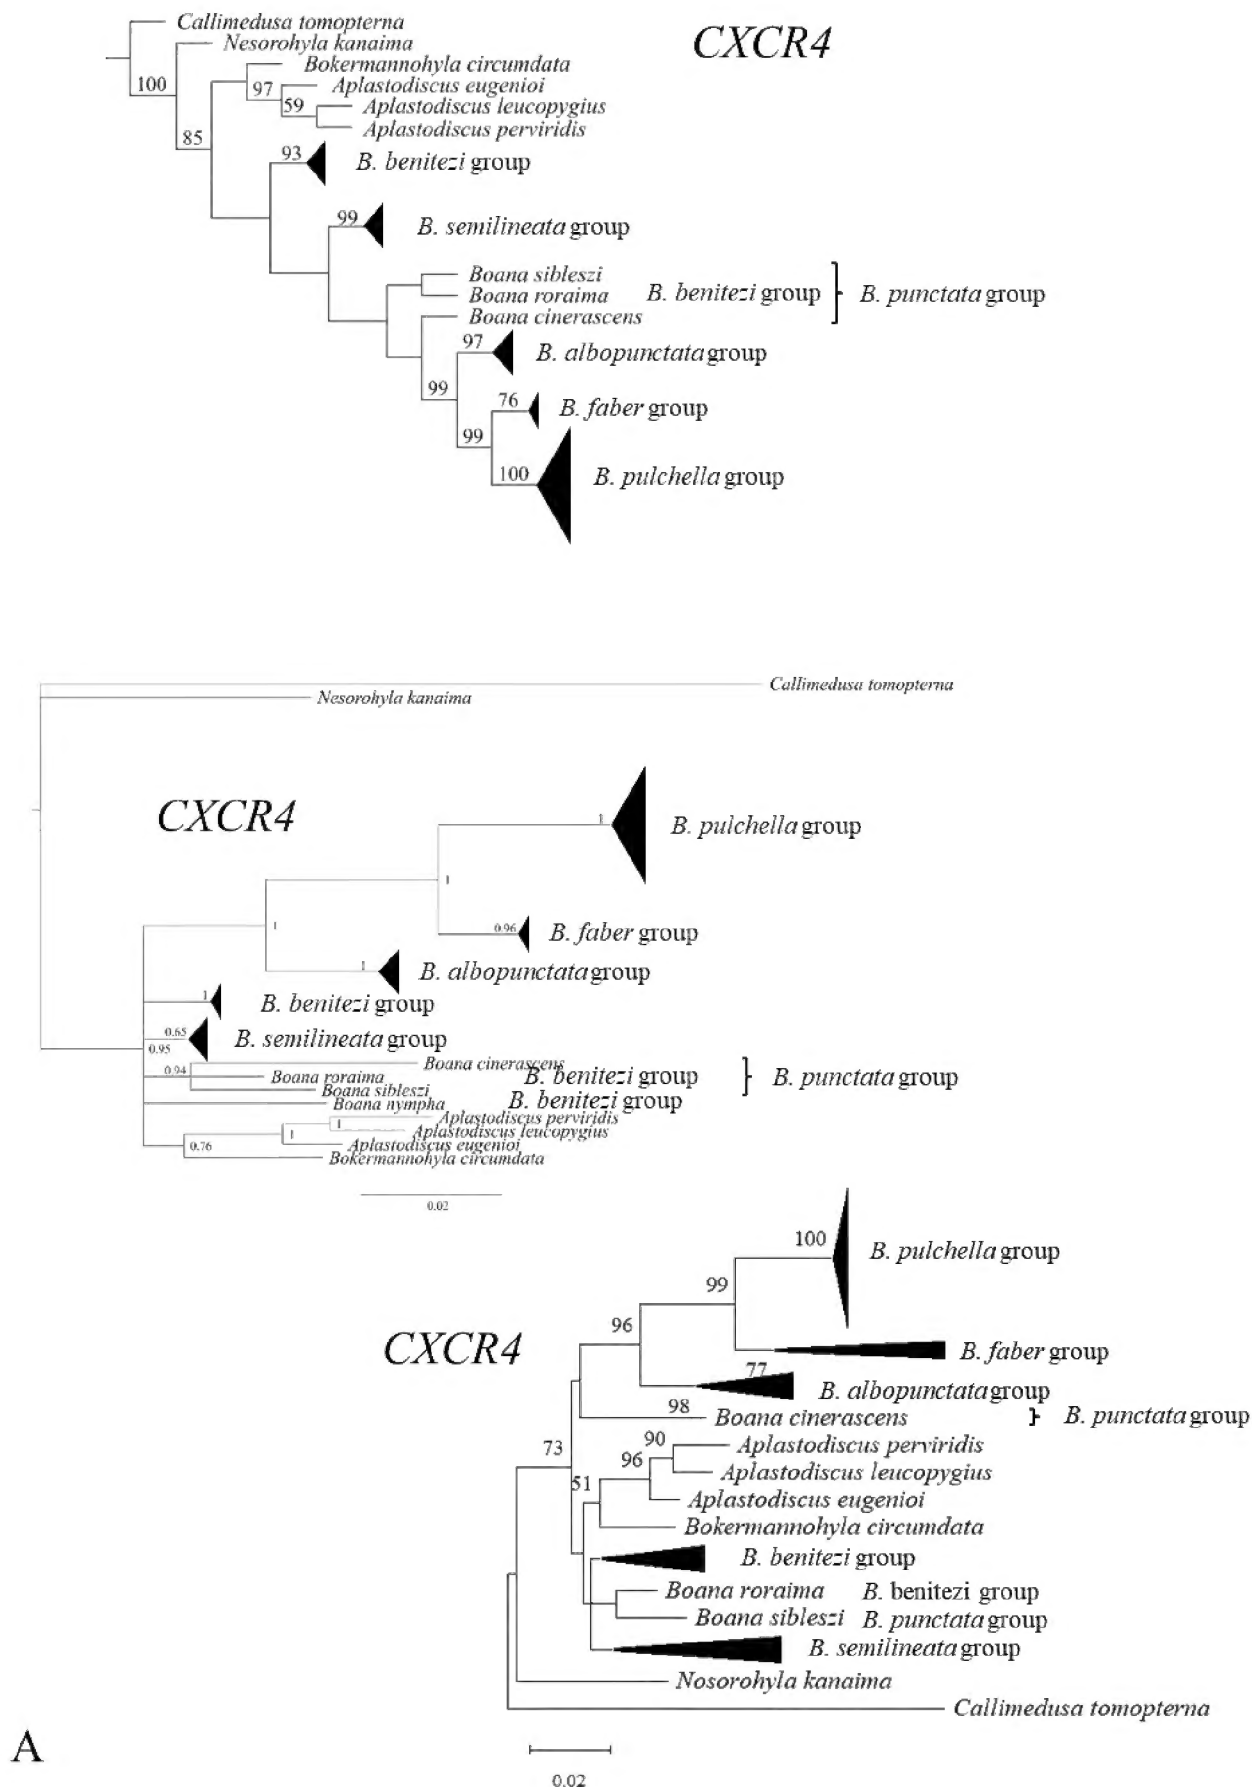 Callimedusa tomopterna
CXCR4
Nesorohyla kanaima
Bokermannohyla circumdata
100
97
Aplastodiscus eugenioi
59
Aplastodiscus leucopygius
85
Aplastodiscus perviridis
93
B. benitezi group
99
B. semilineata group
Boana sibleszi
Boana roraima B. benitezi group } B. punctata group
Boana cinerascens
97
B. albopunctata group
99
76
B. faber group
99
100
B. pulchella group
Callimedusa tomopterna
Nesorohyla kanaima
CXCR4
1
B. pulchella group
1
1
0.96
B. faber group
1
B. albopunctata group
1
B. benitezi group
0.65
B. semilineata group
0.95
Boana cinerascens
0.94
Boana roraima B. benitezi group } B. punctata group
Boana sibleszi
Boana nympha B. benitezi group
1
Aplastodiscus perviridis
1
Aplastodiscus leucopygius
0.76
Aplastodiscus eugenioi
Bokermannohyla circumdata
0.02
100
B. pulchella group
99
96
CXCR4
B. faber group
77
B. albopunctata group
98
Boana cinerascens } B. punctata group
73
90
Aplastodiscus perviridis
96
Aplastodiscus leucopygius
51
Aplastodiscus eugenioi
Bokermannohyla circumdata
B. benitezi group
Boana roraima B. benitezi group
Boana sibleszi B. punctata group
B. semilineata group
Nosorohyla kanaima
Callimedusa tomopterna
A
0.02